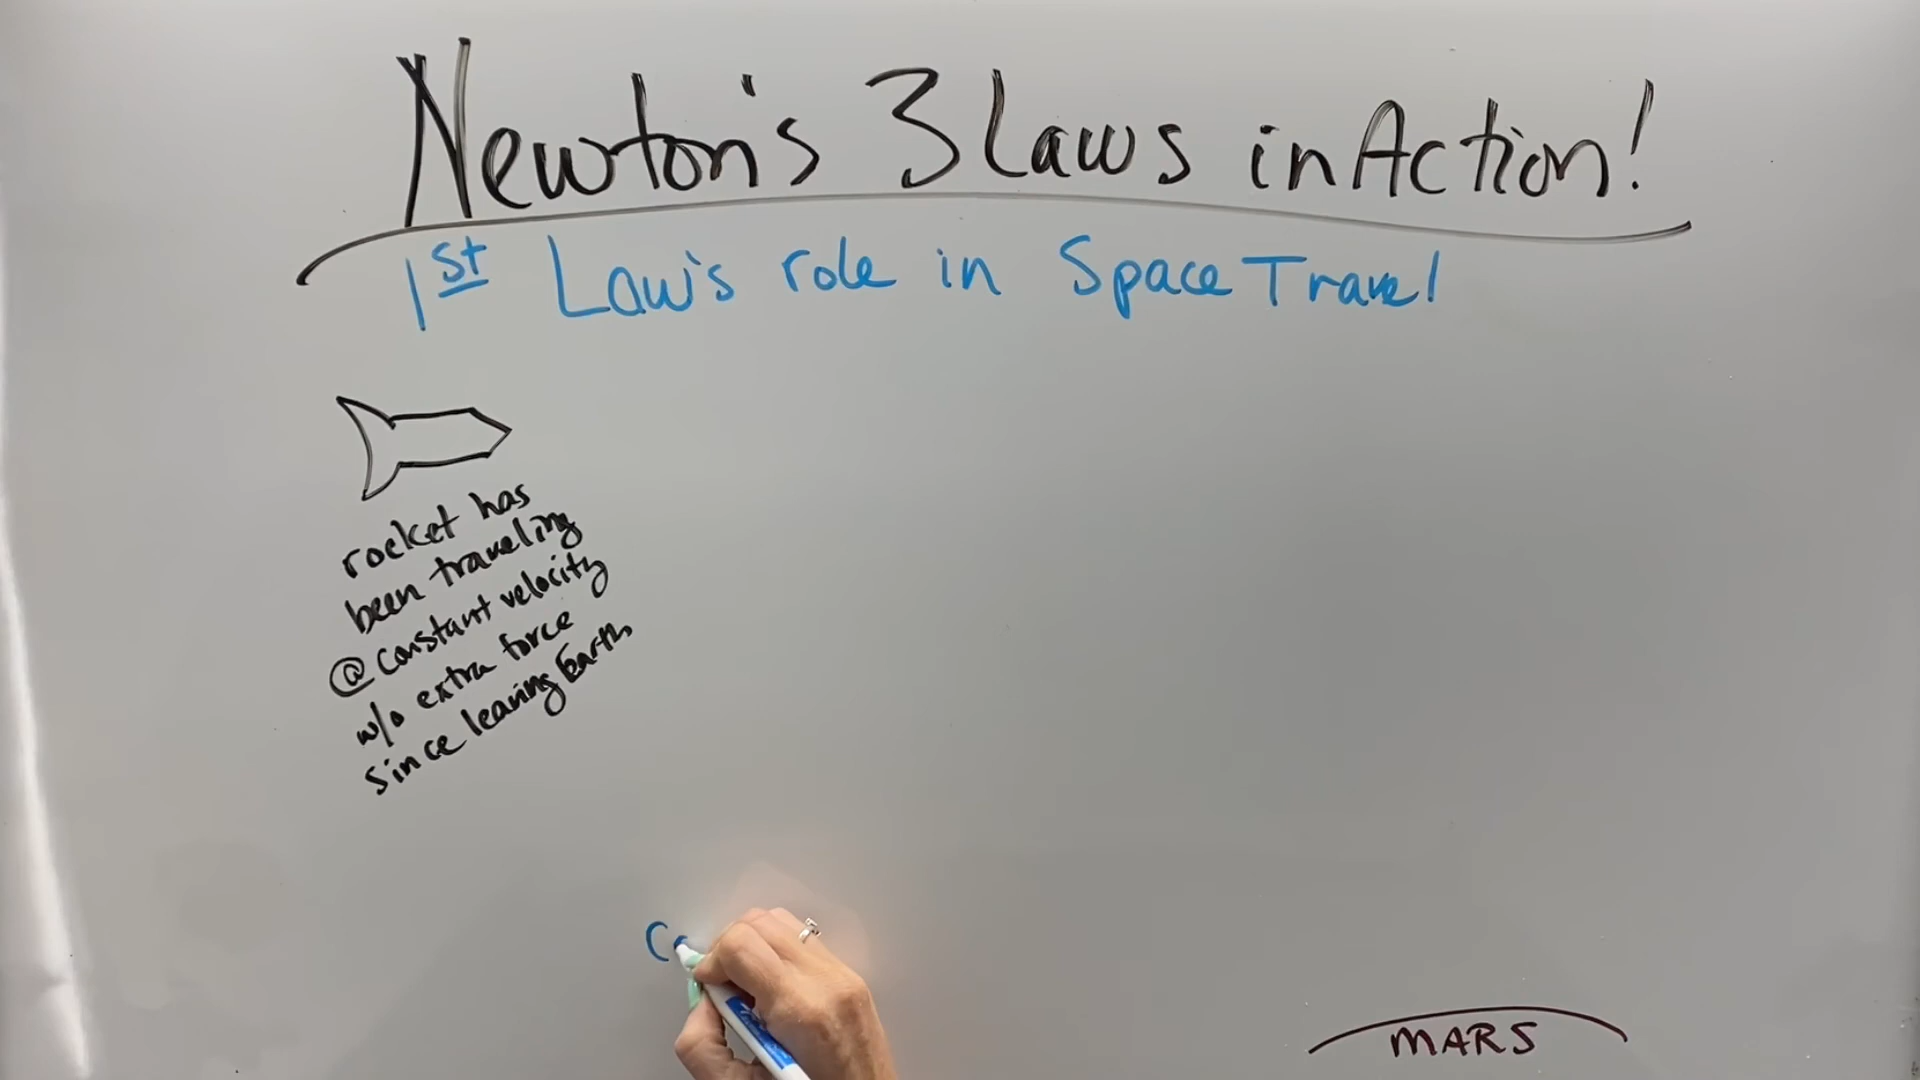 Newton's 3 Laws in Action!
1st Law's role in Space Travel
rocket has
been traveling
@ constant velocity
w/o extra force
since leaving Earth
MARS